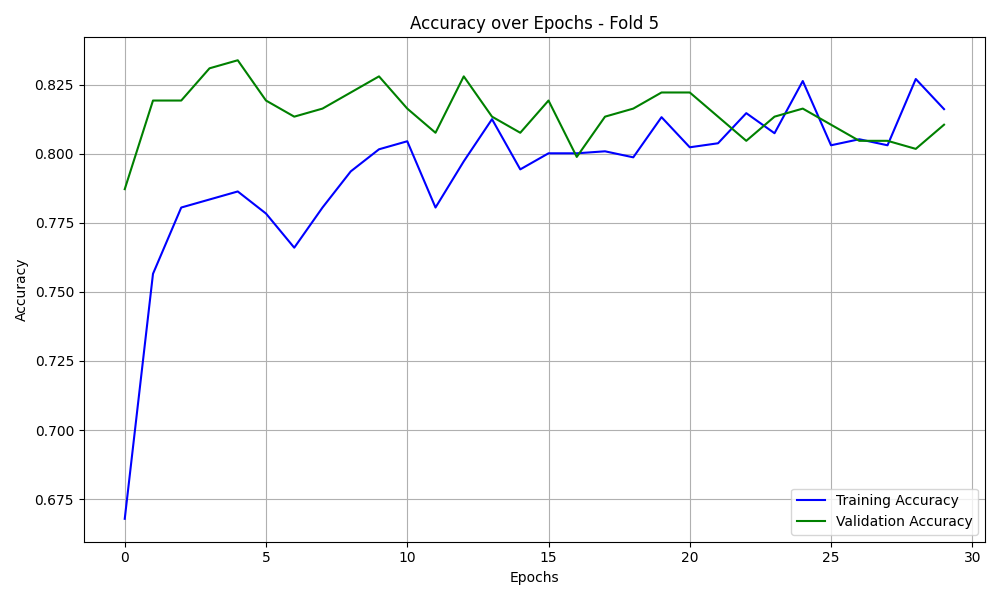 Accuracy over Epochs - Fold 5
Accuracy
0.825
0.800
0.775
0.750
0.725
0.700
0.675
0 5 10 15 20 25 30
Epochs
Training Accuracy
Validation Accuracy